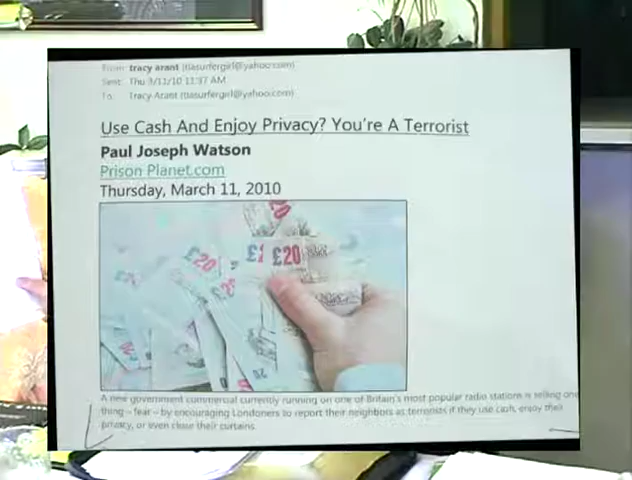 From: tracy arant (tlasurfergirl@yahoo.com)
Sent: Thu 3/11/10 11:37 AM
To: Tracy Arant (tlasurfergirl@yahoo.com)
Use Cash And Enjoy Privacy? You're A Terrorist
Paul Joseph Watson
Prison Planet.com
Thursday, March 11, 2010
£20
£1 £20
A new government commercial currently running on one of Britain's most popular radio stations is selling one
thing – fear – by encouraging Londoners to report their neighbors as terrorists if they use cash, enjoy their
privacy, or even close their curtains.